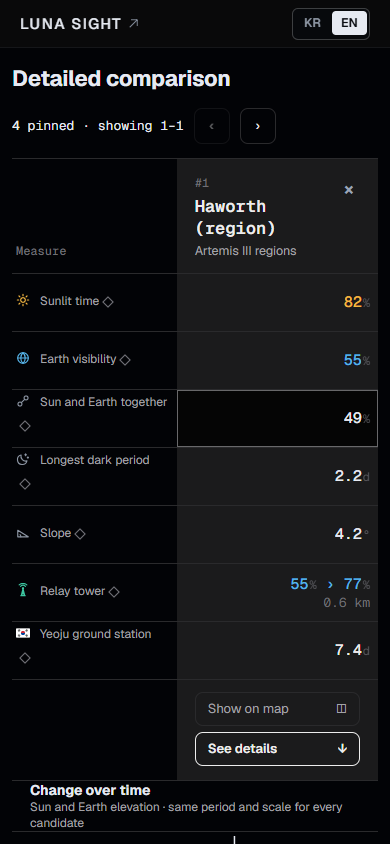 LUNA SIGHT ↗
KR EN
Detailed comparison
4 pinned · showing 1–1 ‹ ›
#1 ×
Haworth
(region)
Measure
Artemis III regions
Sunlit time ◇ 82%
Earth visibility ◇ 55%
Sun and Earth together ◇ 49%
Longest dark period ◇ 2.2d
Slope ◇ 4.2°
Relay tower ◇ 55% › 77%
0.6 km
Yeoju ground station ◇ 7.4d
Show on map
See details ↓
Change over time
Sun and Earth elevation · same period and scale for every
candidate